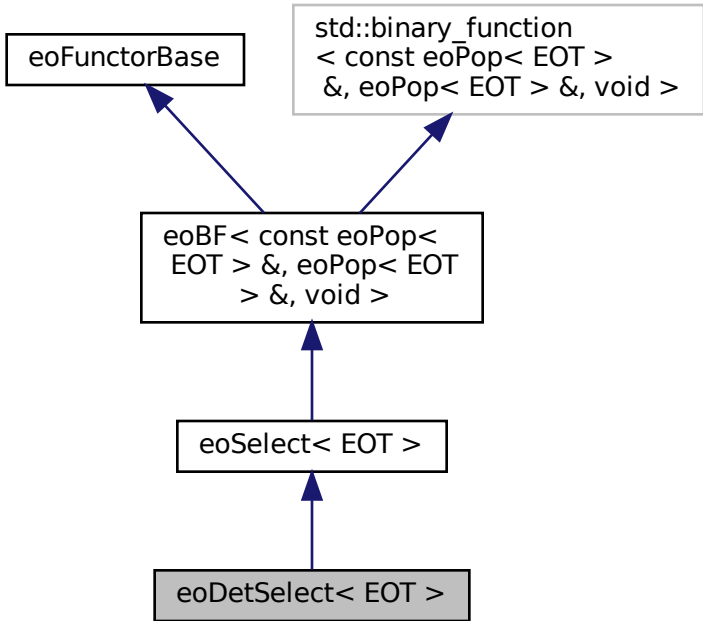 eoFunctorBase
std::binary_function
< const eoPop< EOT >
&, eoPop< EOT > &, void >
eoBF< const eoPop<
EOT > &, eoPop< EOT
> &, void >
eoSelect< EOT >
eoDetSelect< EOT >